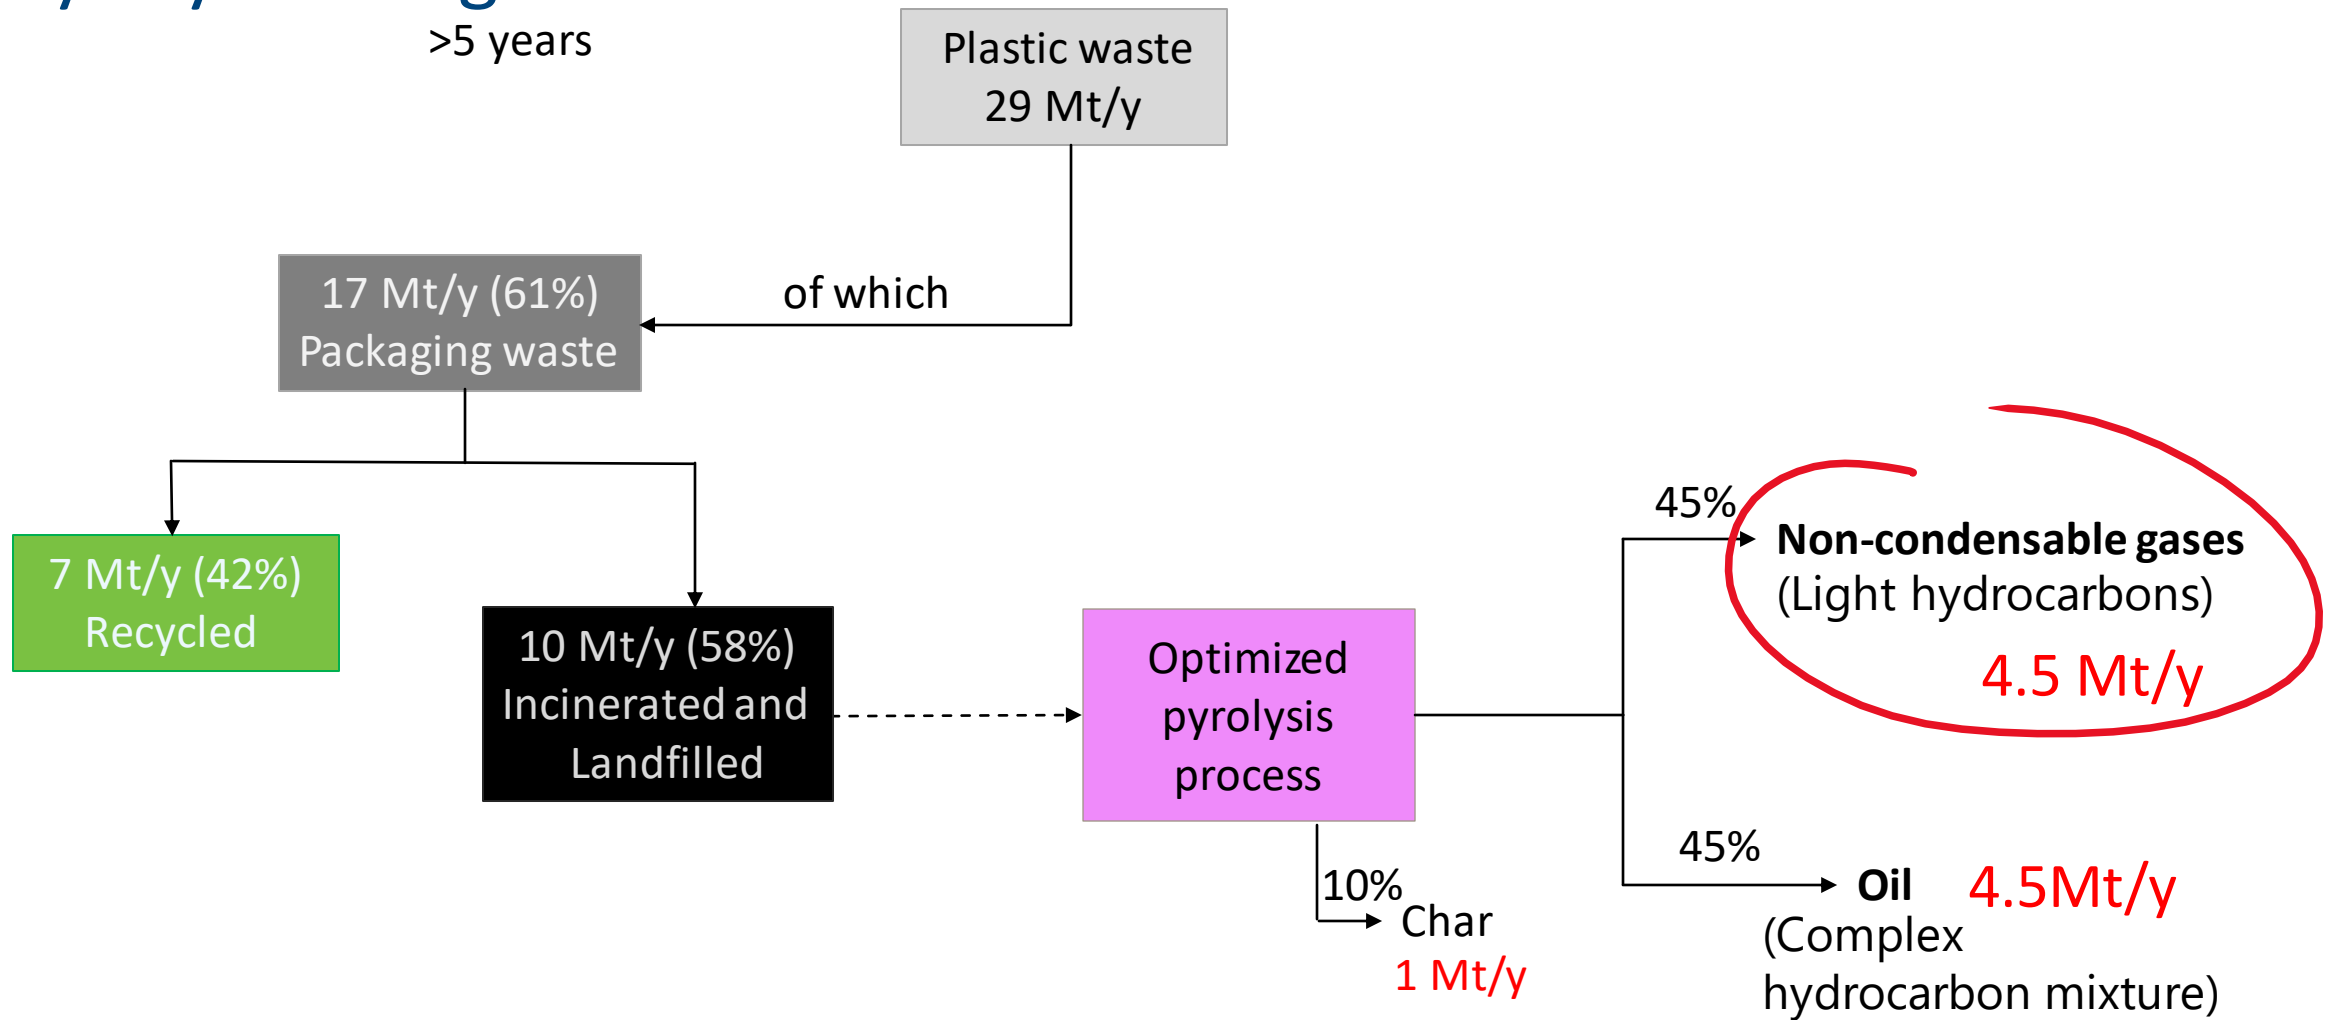 >5 years
Plastic waste
29 Mt/y
17 Mt/y (61%)
Packaging waste
of which
7 Mt/y (42%)
Recycled
10 Mt/y (58%)
Incinerated and
Landfilled
Optimized
pyrolysis
process
45%
Non-condensable gases
(Light hydrocarbons)
4.5 Mt/y
45%
Oil 4.5Mt/y
(Complex
hydrocarbon mixture)
10%
Char
1 Mt/y